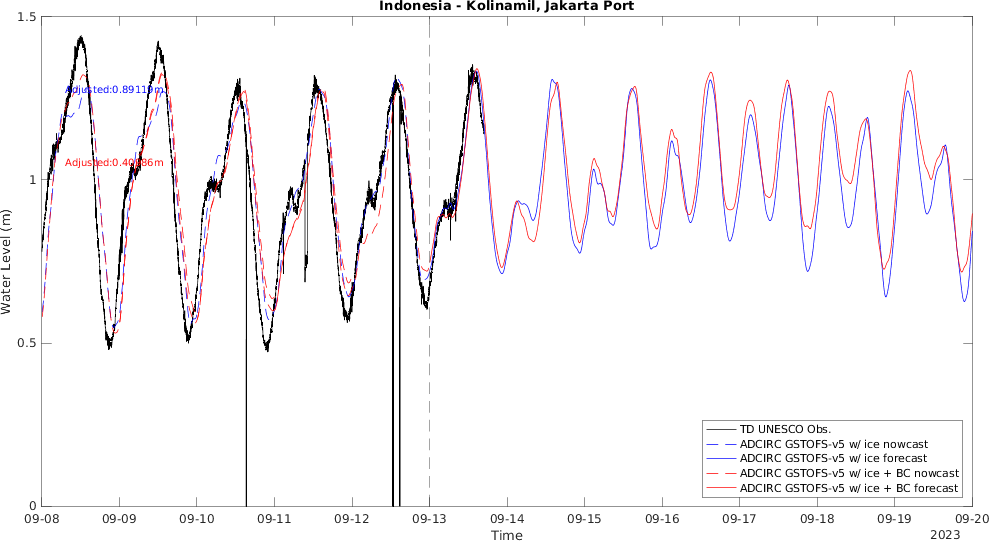 Indonesia - Kolinamil, Jakarta Port
1.5
1
0.5
0
Water Level (m)
Adjusted:0.89119m
Adjusted:0.40886m
TD UNESCO Obs.
ADCIRC GSTOFS-v5 w/ ice nowcast
ADCIRC GSTOFS-v5 w/ ice forecast
ADCIRC GSTOFS-v5 w/ ice + BC nowcast
ADCIRC GSTOFS-v5 w/ ice + BC forecast
09-08 09-09 09-10 09-11 09-12 09-13 09-14 09-15 09-16 09-17 09-18 09-19 09-20
Time
2023